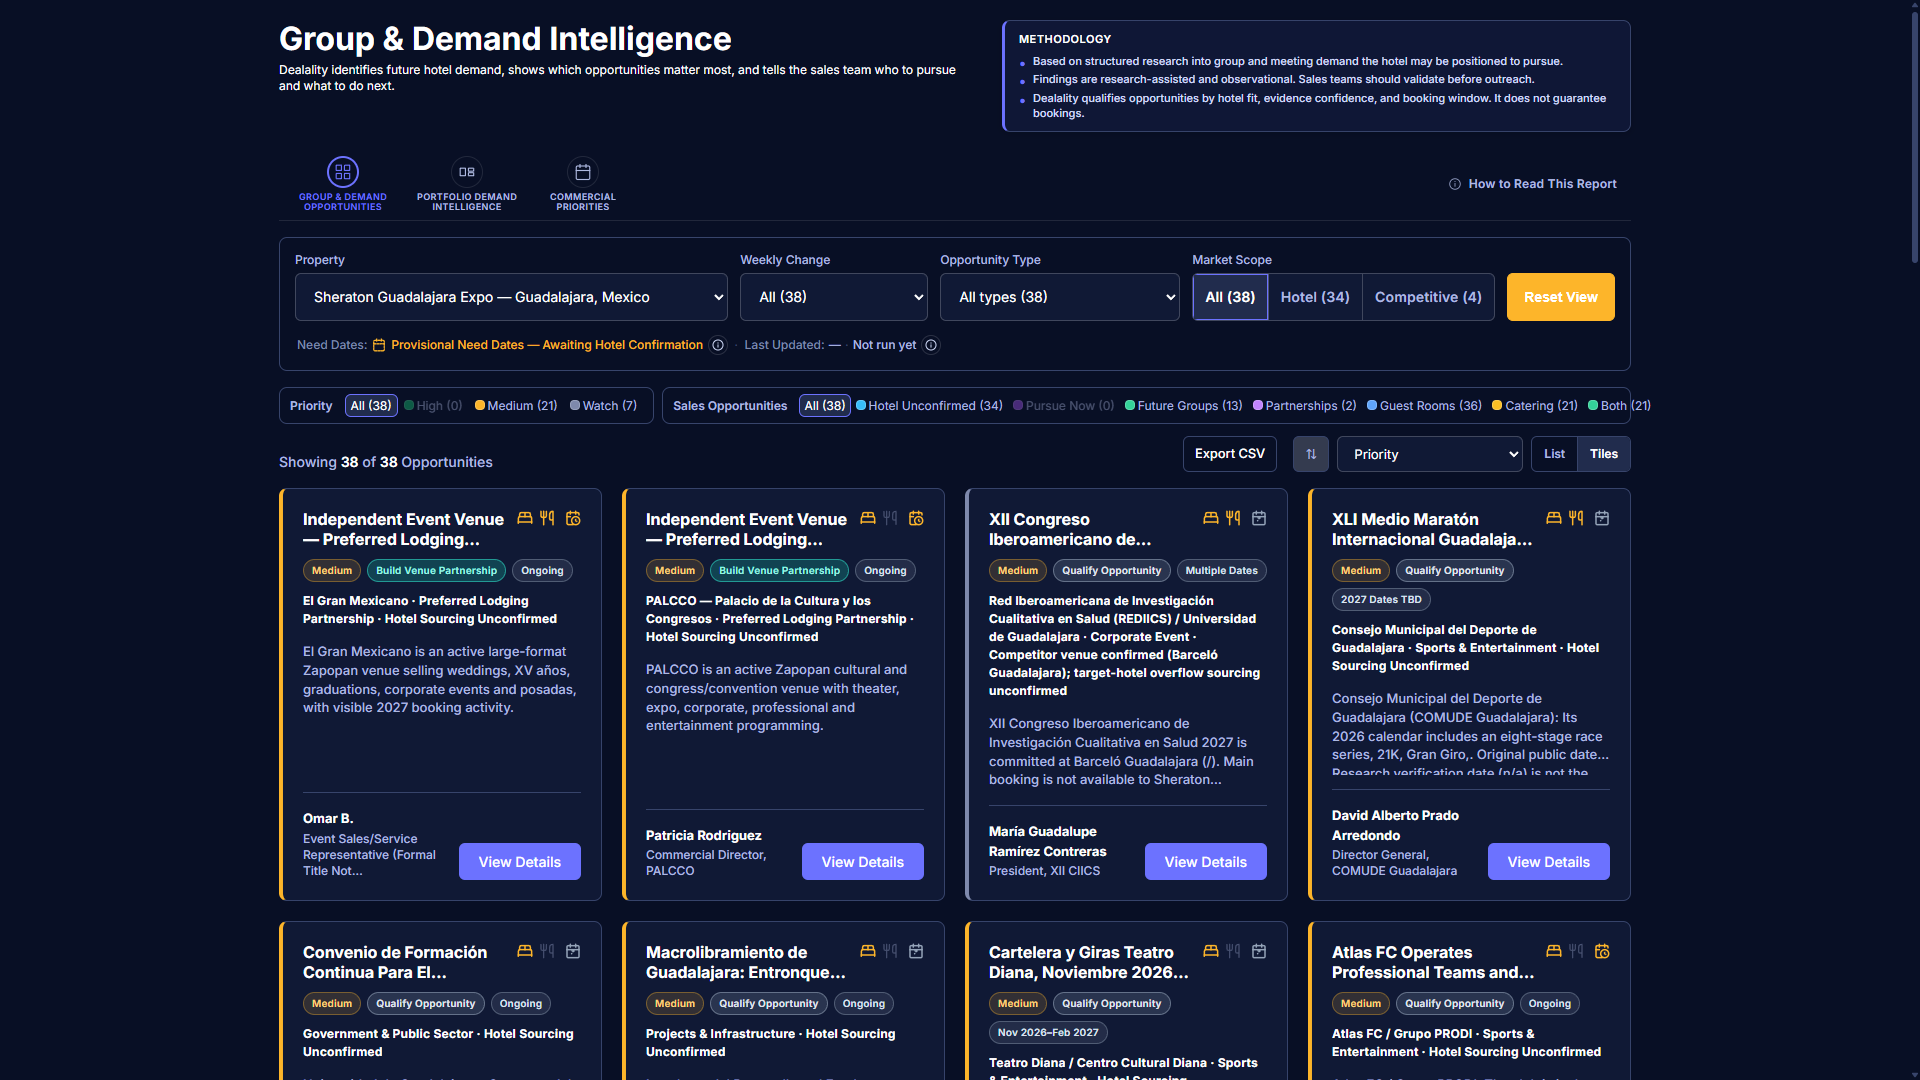 Group & Demand Intelligence
Dealality identifies future hotel demand, shows which opportunities matter most, and tells the sales team who to pursue
and what to do next.
METHODOLOGY
Based on structured research into group and meeting demand the hotel may be positioned to pursue.
Findings are research-assisted and observational. Sales teams should validate before outreach.
Dealality qualifies opportunities by hotel fit, evidence confidence, and booking window. It does not guarantee
bookings.
GROUP & DEMAND
OPPORTUNITIES
PORTFOLIO DEMAND
INTELLIGENCE
COMMERCIAL
PRIORITIES
How to Read This Report
Property
Weekly Change
Opportunity Type
Market Scope
Sheraton Guadalajara Expo — Guadalajara, Mexico
All (38)
All types (38)
All (38)
Hotel (34)
Competitive (4)
Reset View
Need Dates: Provisional Need Dates — Awaiting Hotel Confirmation · Last Updated: — · Not run yet
Priority All (38) High (0) Medium (21) Watch (7)
Sales Opportunities All (38) Hotel Unconfirmed (34) Pursue Now (0) Future Groups (13) Partnerships (2) Guest Rooms (36) Catering (21) Both (21)
Showing 38 of 38 Opportunities
Export CSV
Priority
List
Tiles
Independent Event Venue
— Preferred Lodging...
Medium
Build Venue Partnership
Ongoing
El Gran Mexicano · Preferred Lodging
Partnership · Hotel Sourcing Unconfirmed
El Gran Mexicano is an active large-format
Zapopan venue selling weddings, XV años,
graduations, corporate events and posadas,
with visible 2027 booking activity.
Omar B.
Event Sales/Service
Representative (Formal
Title Not...
View Details
Independent Event Venue
— Preferred Lodging...
Medium
Build Venue Partnership
Ongoing
PALCCO — Palacio de la Cultura y los
Congresos · Preferred Lodging Partnership ·
Hotel Sourcing Unconfirmed
PALCCO is an active Zapopan cultural and
congress/convention venue with theater,
expo, corporate, professional and
entertainment programming.
Patricia Rodriguez
Commercial Director,
PALCCO
View Details
XII Congreso
Iberoamericano de...
Medium
Qualify Opportunity
Multiple Dates
Red Iberoamericana de Investigación
Cualitativa en Salud (REDIICS) / Universidad
de Guadalajara · Corporate Event ·
Competitor venue confirmed (Barceló
Guadalajara); target-hotel overflow sourcing
unconfirmed
XII Congreso Iberoamericano de
Investigación Cualitativa en Salud 2027 is
committed at Barceló Guadalajara (/). Main
booking is not available to Sheraton...
María Guadalupe
Ramírez Contreras
President, XII CIICS
View Details
XLI Medio Maratón
Internacional Guadalaja...
Medium
Qualify Opportunity
2027 Dates TBD
Consejo Municipal del Deporte de
Guadalajara · Sports & Entertainment · Hotel
Sourcing Unconfirmed
Consejo Municipal del Deporte de
Guadalajara (COMUDE Guadalajara): Its
2026 calendar includes an eight-stage race
series, 21K, Gran Giro,. Original public date...
Research verification date (n/a) is not the
David Alberto Prado
Arredondo
Director General,
COMUDE Guadalajara
View Details
Convenio de Formación
Continua Para El...
Medium
Qualify Opportunity
Ongoing
Government & Public Sector · Hotel Sourcing
Unconfirmed
Macrolibramiento de
Guadalajara: Entronque...
Medium
Qualify Opportunity
Ongoing
Projects & Infrastructure · Hotel Sourcing
Unconfirmed
Cartelera y Giras Teatro
Diana, Noviembre 2026...
Medium
Qualify Opportunity
Nov 2026–Feb 2027
Teatro Diana / Centro Cultural Diana · Sports
& Entertainment · Hotel Sourcing
Atlas FC Operates
Professional Teams and...
Medium
Qualify Opportunity
Ongoing
Atlas FC / Grupo PRODI · Sports &
Entertainment · Hotel Sourcing Unconfirmed